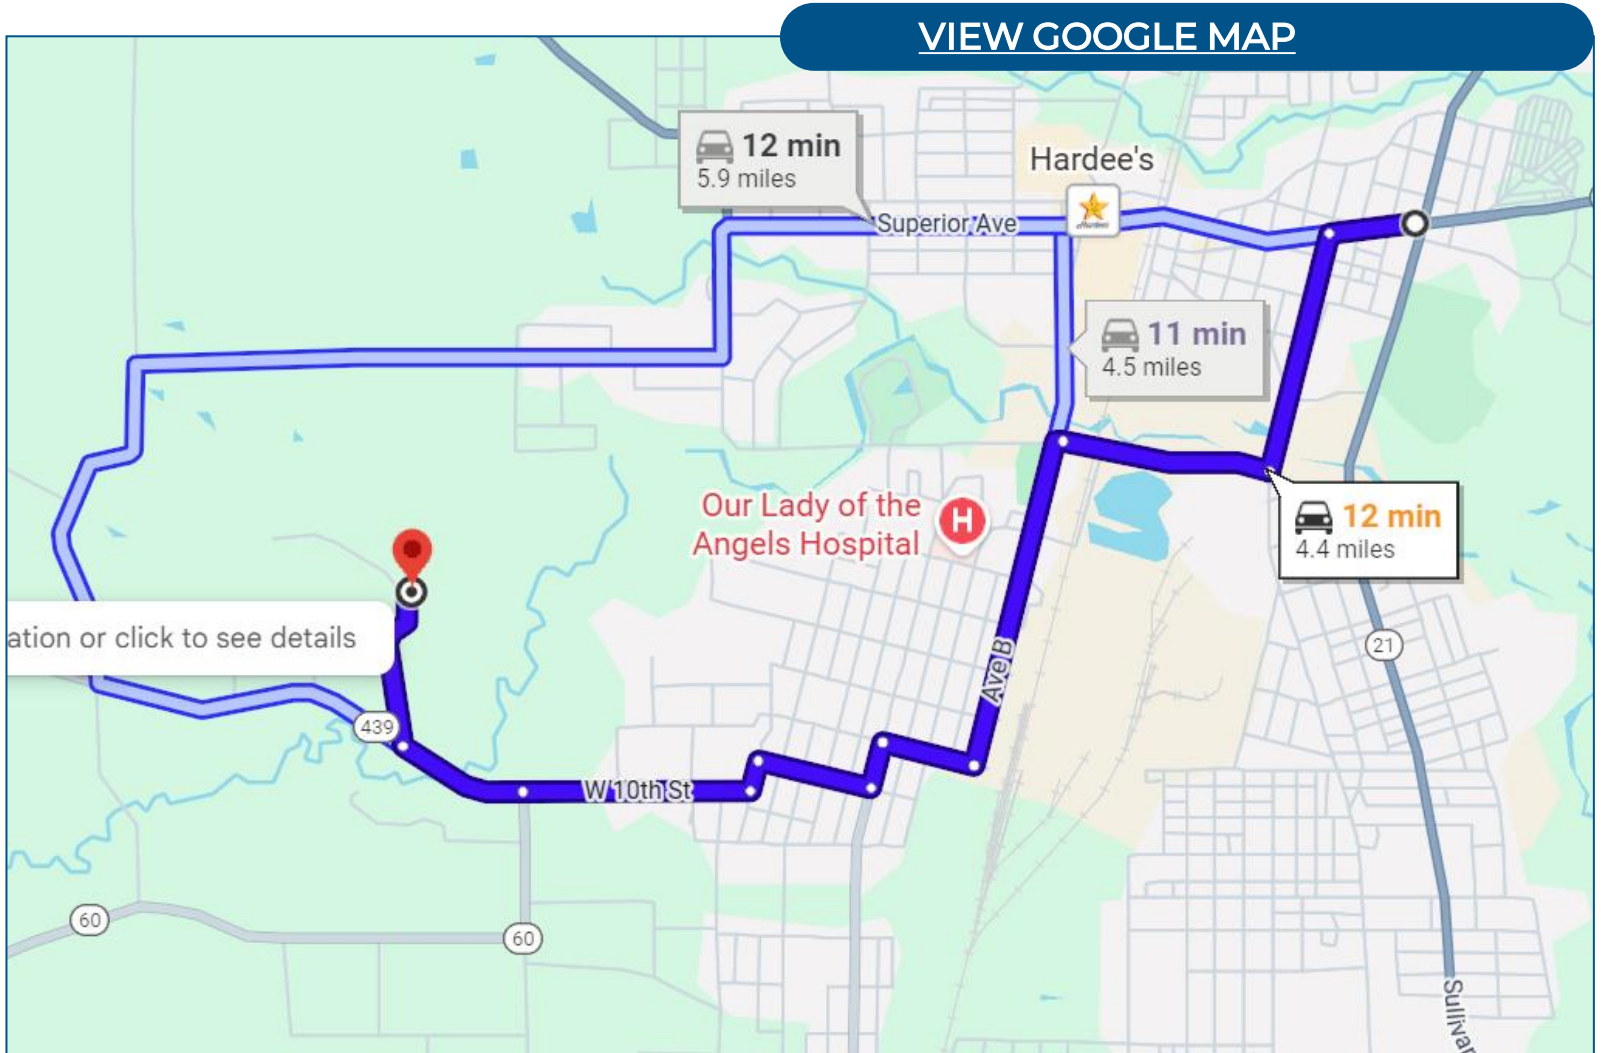 VIEW GOOGLE MAP
12 min
5.9 miles
Hardee's
Superior Ave
11 min
4.5 miles
Our Lady of the
Angels Hospital
H
12 min
4.4 miles
ation or click to see details
Ave B
21
439
W 10th St
60
60